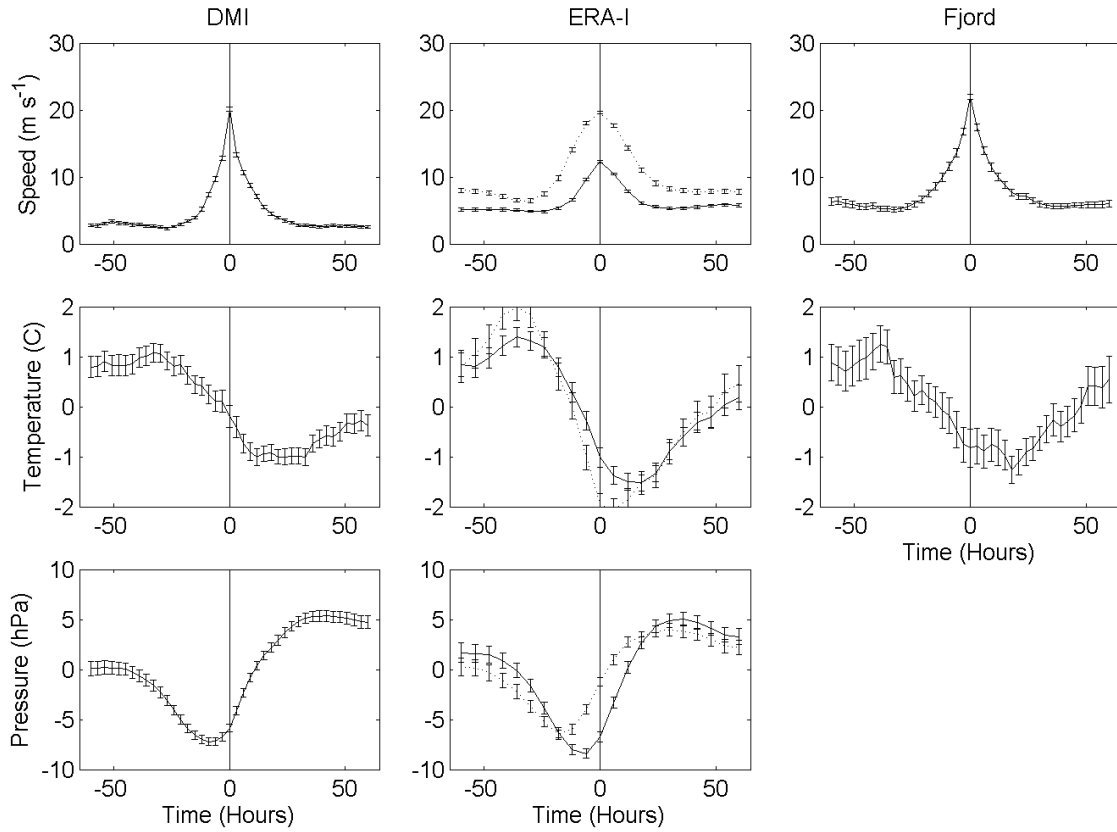 DMI ERA-I Fjord
Speed (m s⁻¹)
30 30 30
20 20 20
10 10 10
0 0 0
-50 0 50 -50 0 50 -50 0 50
Temperature (C)
2 2 2
1 1 1
0 0 0
-1 -1 -1
-2 -2 -2
-50 0 50 -50 0 50 -50 0 50
Time (Hours)
Pressure (hPa)
10 10
5 5
0 0
-5 -5
-10 -10
-50 0 50 -50 0 50
Time (Hours) Time (Hours)